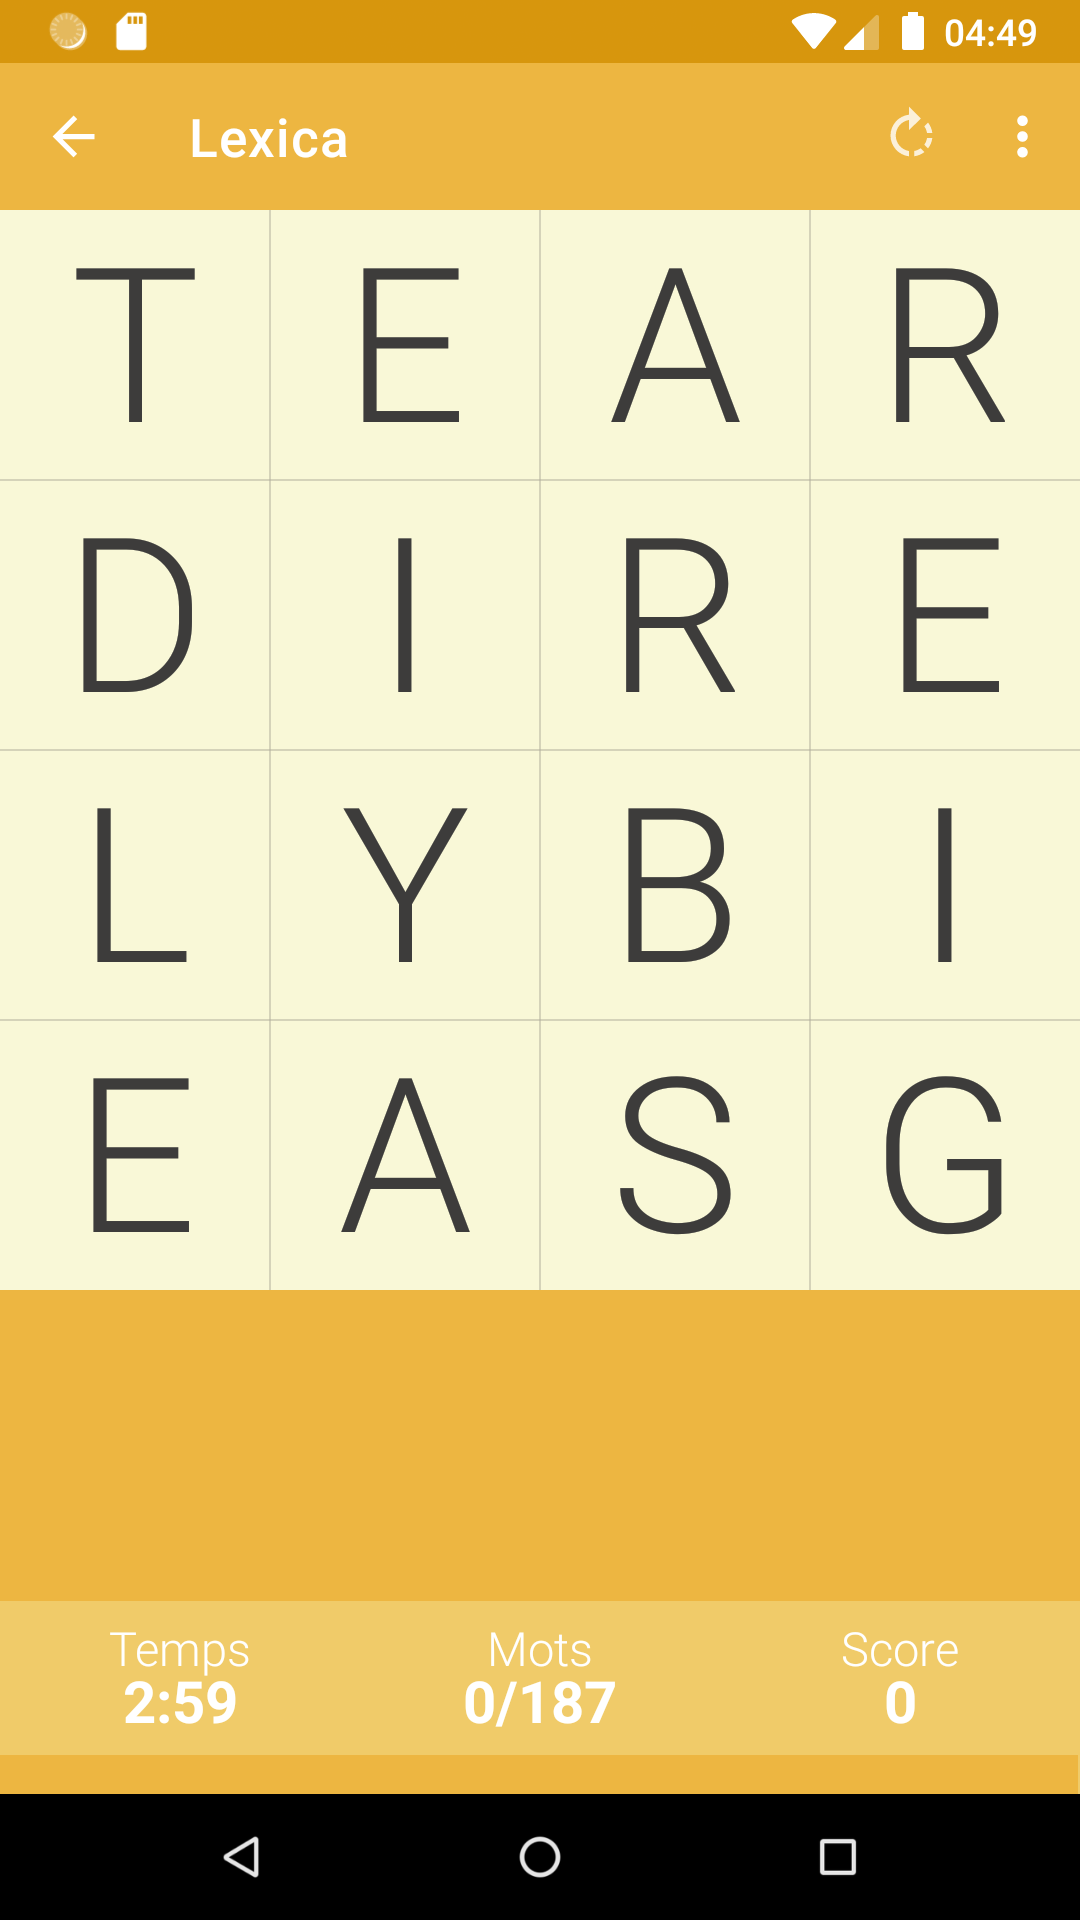 04:49
Lexica
T E A R
D I R E
L Y B I
E A S G
Temps Mots Score
2:59 0/187 0